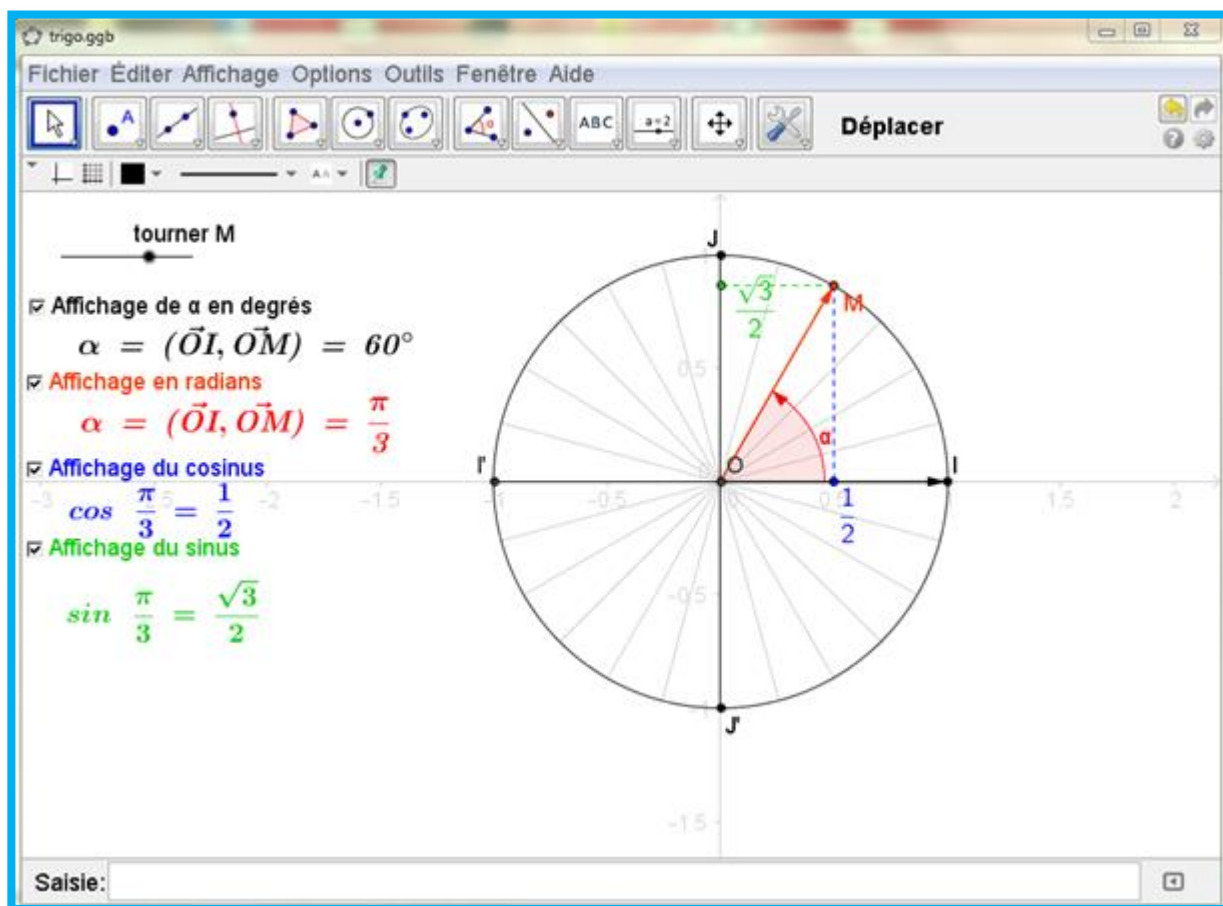 trigo.ggb
Fichier Éditer Affichage Options Outils Fenêtre Aide
A
α
ABC
a=2
Déplacer
tourner M
Affichage de α en degrés
α = (O⃗I, O⃗M) = 60°
Affichage en radians
α = (O⃗I, O⃗M) = π/3
Affichage du cosinus
cos π/3 = 1/2
Affichage du sinus
sin π/3 = √3/2
J
√3/2
M
0.5
α
I'
O
I
-3
-2
-1.5
-1
-0.5
0
0.5
1.5
2
1/2
-0.5
-1
J'
-1.5
Saisie: